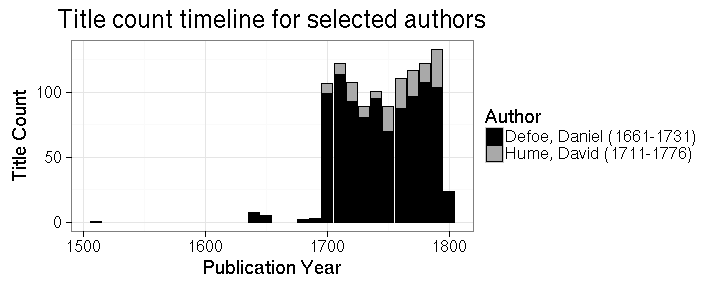 Title count timeline for selected authors
Title Count
100
50
0
1500
1600
1700
1800
Publication Year
Author
Defoe, Daniel (1661-1731)
Hume, David (1711-1776)